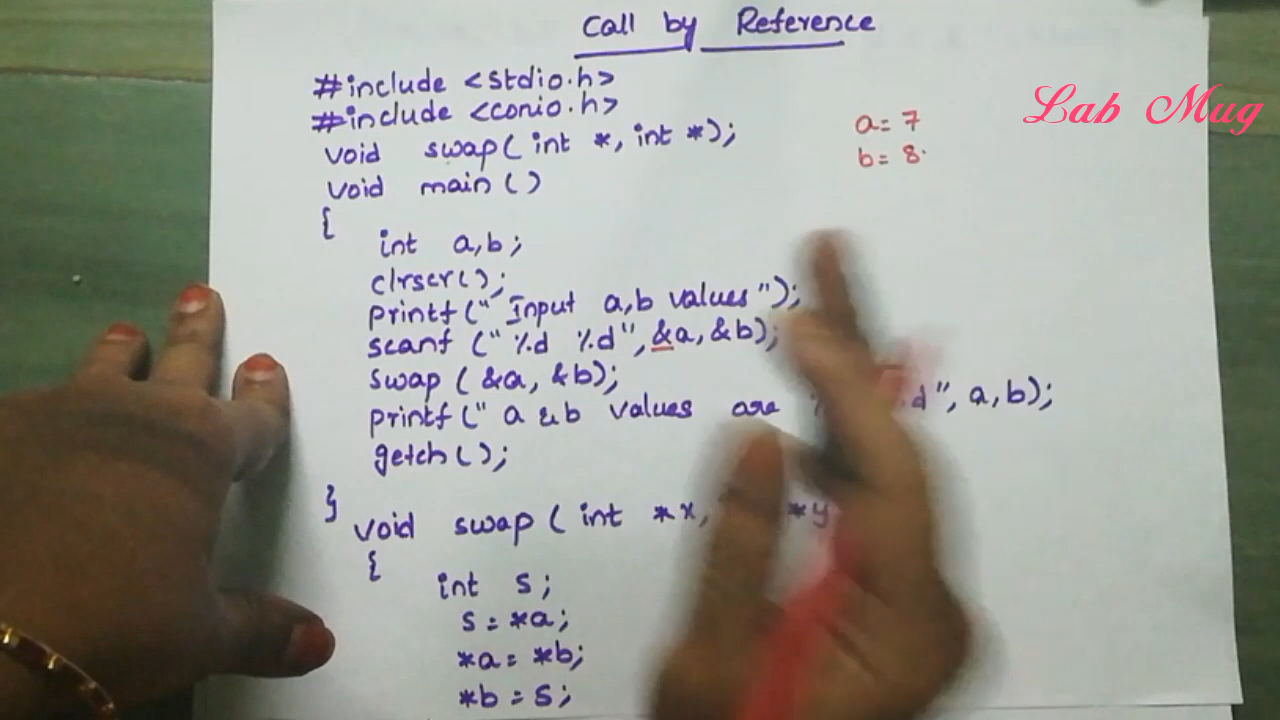 Call by Reference
#include <stdio.h>
#include <conio.h>
void swap( int *, int *);
void main ()
{
int a,b;
clrscr();
printf(" Input a,b values");
scanf (" %d %d", &a, &b);
swap ( &a, &b);
printf(" a & b values are d", a, b);
getch();
}
void swap ( int *x, *y
{
int s;
s = *a;
*a = *b;
*b = s;
a= 7
b= 8.
Lab Mug